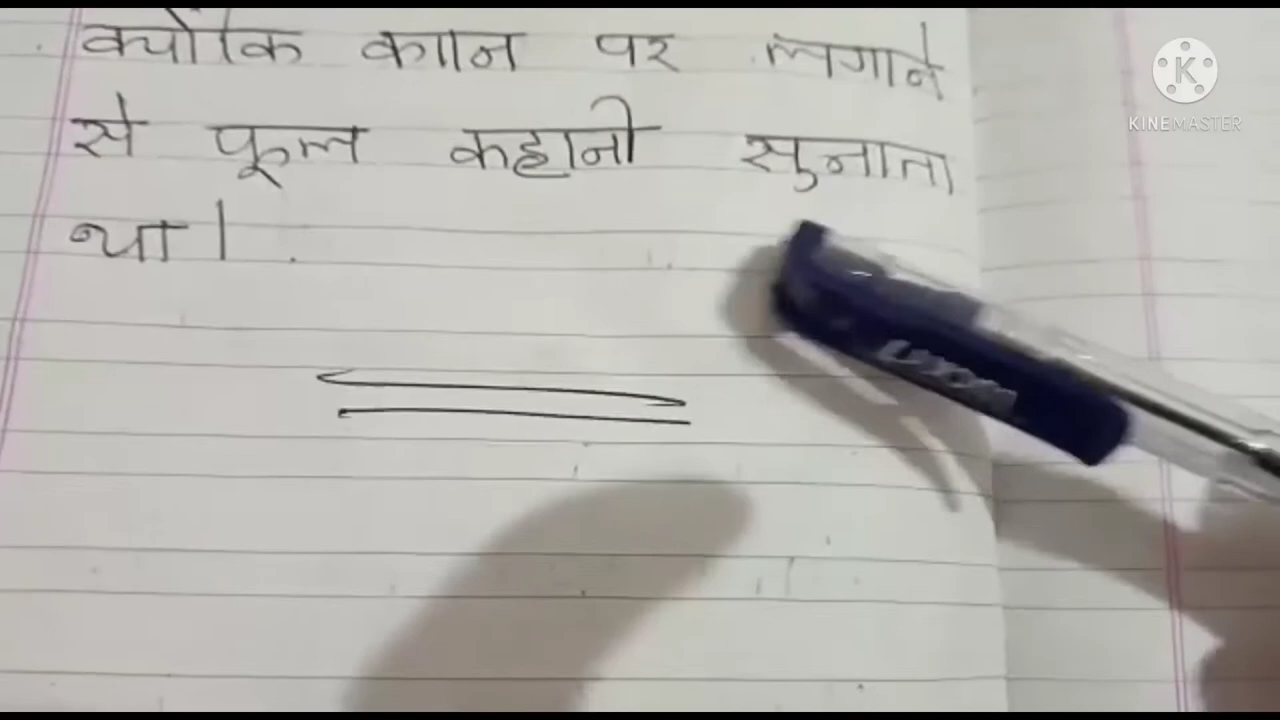 क्योंकि कान पर लगाने
से फूल कहानी सुनाता
था।
K
KINEMASTER